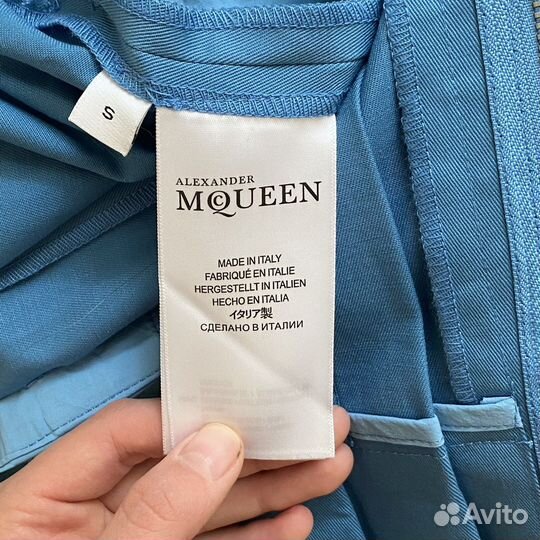 S
ALEXANDER
McQUEEN
MADE IN ITALY
FABRIQUÉ EN ITALIE
HERGESTELLT IN ITALIEN
HECHO EN ITALIA
イタリア製
СДЕЛАНО В ИТАЛИИ
Avito